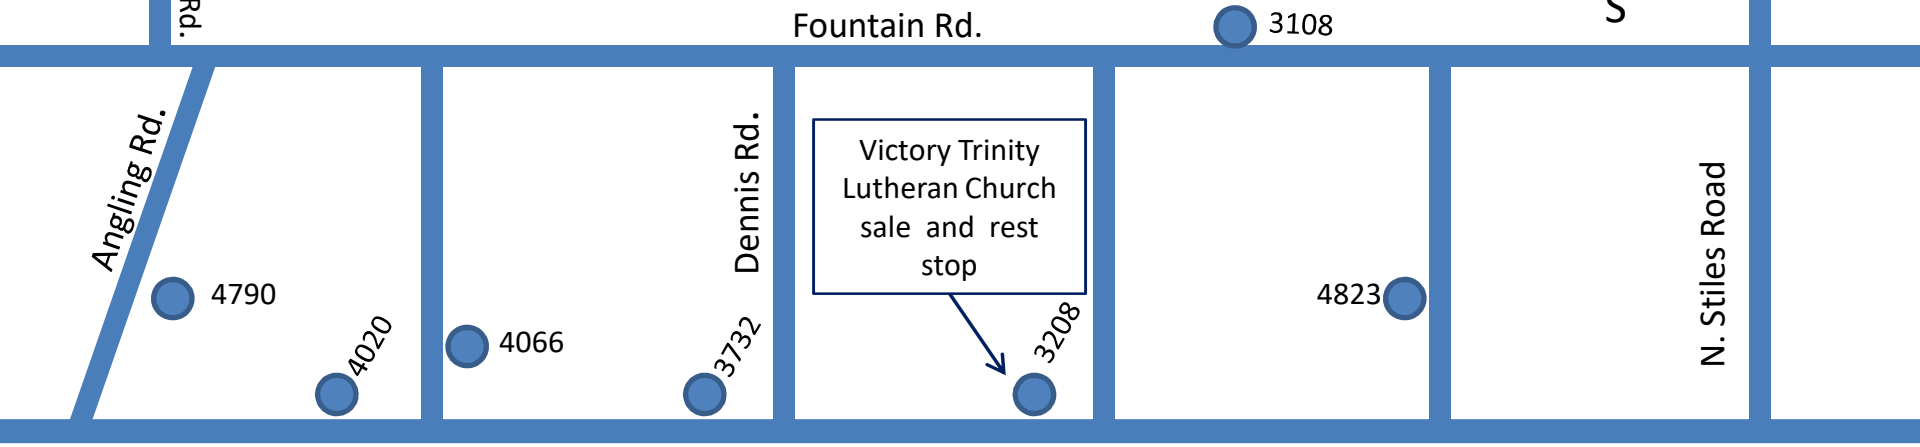 Rd.
Fountain Rd.
3108
S
Angling Rd.
Dennis Rd.
Victory Trinity
Lutheran Church
sale and rest
stop
N. Stiles Road
4790
4020
4066
3732
3208
4823